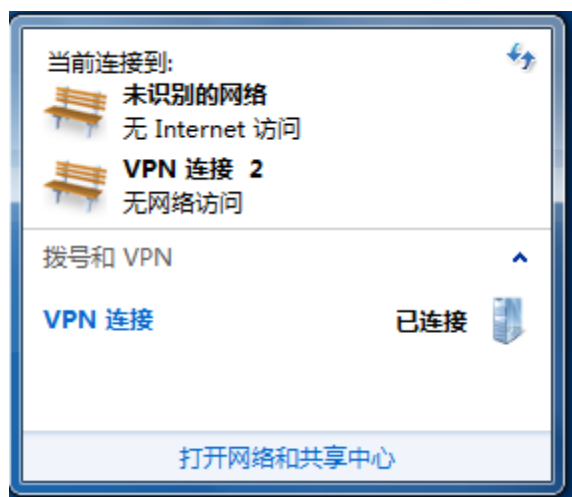 当前连接到:
未识别的网络
无 Internet 访问
VPN 连接 2
无网络访问
拨号和 VPN
VPN 连接 已连接
打开网络和共享中心